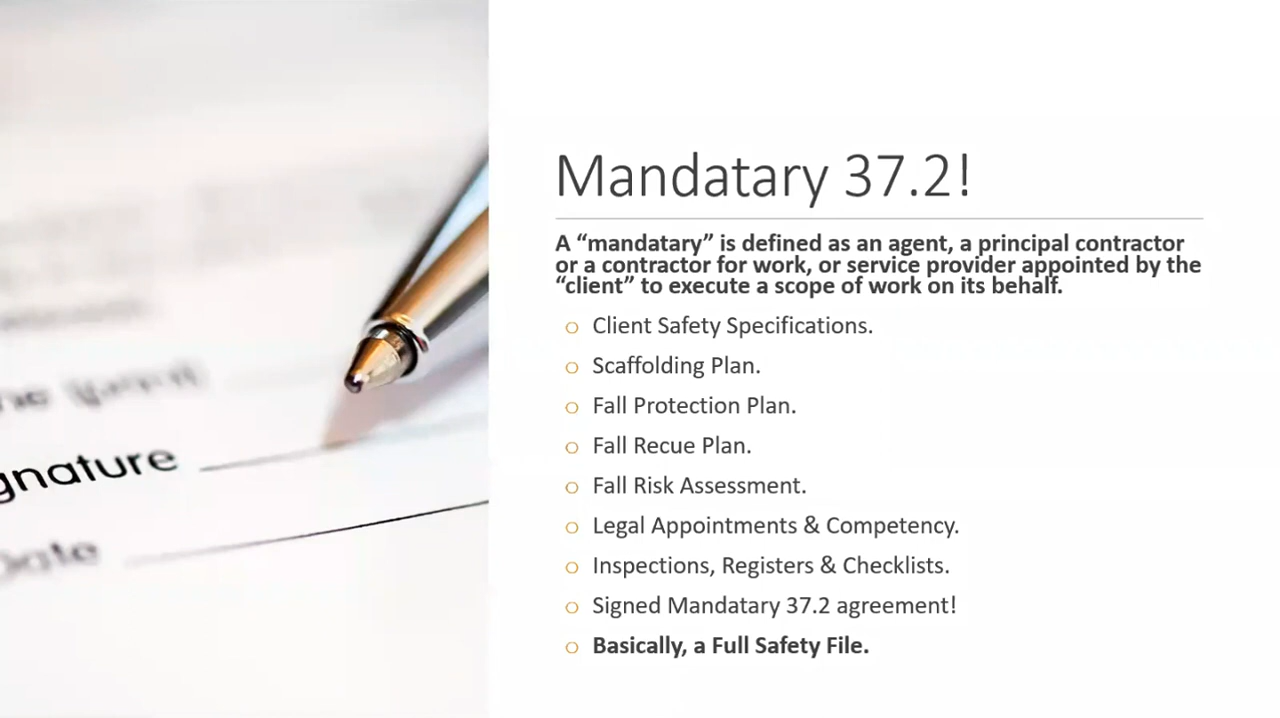 Mandatary 37.2!
A “mandatary” is defined as an agent, a principal contractor
or a contractor for work, or service provider appointed by the
“client” to execute a scope of work on its behalf.
o Client Safety Specifications.
o Scaffolding Plan.
o Fall Protection Plan.
o Fall Recue Plan.
o Fall Risk Assessment.
o Legal Appointments & Competency.
o Inspections, Registers & Checklists.
o Signed Mandatary 37.2 agreement!
o Basically, a Full Safety File.
gnature
Date